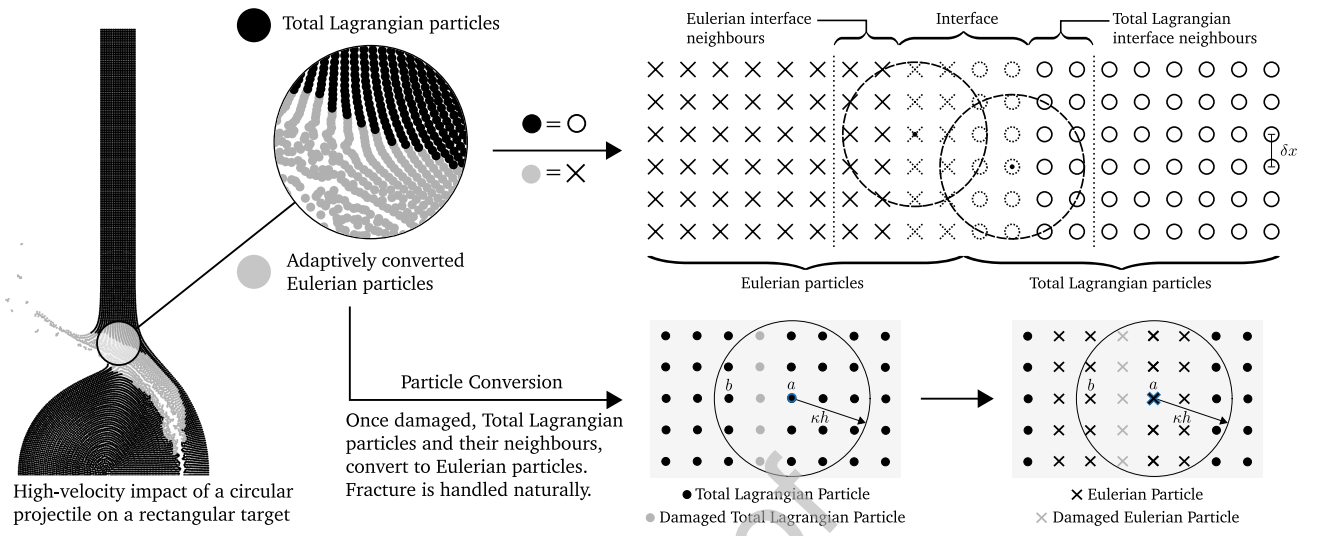 Total Lagrangian particles
Adaptively converted
Eulerian particles
High-velocity impact of a circular
projectile on a rectangular target
=
=
Eulerian interface
neighbours
Interface
Total Lagrangian
interface neighbours
δx
Eulerian particles
Total Lagrangian particles
Particle Conversion
Once damaged, Total Lagrangian
particles and their neighbours,
convert to Eulerian particles.
Fracture is handled naturally.
b
a
κh
Total Lagrangian Particle
Damaged Total Lagrangian Particle
b
a
κh
Eulerian Particle
Damaged Eulerian Particle
of